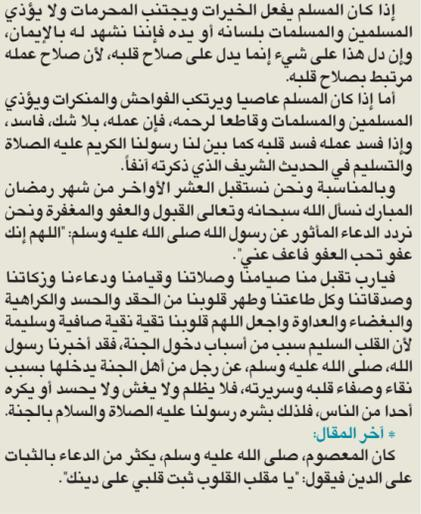 إذا كان المسلم يفعل الخيرات ويجتنب المحرمات ولا يؤذي
المسلمين والمسلمات بلسانه أو يده فإننا نشهد له بالإيمان،
وإن دل هذا على شيء إنما يدل على صلاح قلبه، لأن صلاح عمله
مرتبط بصلاح قلبه.
أما إذا كان المسلم عاصيا ويرتكب الفواحش والمنكرات ويؤذي
المسلمين والمسلمات وقاطعا لرحمه، فإن عمله، بلا شك، فاسد،
وإذا فسد عمله فسد قلبه كما بين لنا رسولنا الكريم عليه الصلاة
والتسليم في الحديث الشريف الذي ذكرته آنفاً.
وبالمناسبة ونحن نستقبل العشر الأواخر من شهر رمضان
المبارك نسأل الله سبحانه وتعالى القبول والعفو والمغفرة ونحن
نردد الدعاء المأثور عن رسول الله صلى الله عليه وسلم: "اللهم إنك
عفو تحب العفو فاعف عني".
فيارب تقبل منا صيامنا وصلاتنا وقيامنا ودعاءنا وزكاتنا
وصدقاتنا وكل طاعتنا وطهر قلوبنا من الحقد والحسد والكراهية
والبغضاء والعداوة واجعل اللهم قلوبنا تقية نقية صافية وسليمة
لأن القلب السليم سبب من أسباب دخول الجنة، فقد أخبرنا رسول
الله، صلى الله عليه وسلم، عن رجل من أهل الجنة يدخلها بسبب
نقاء وصفاء قلبه وسريرته، فلا يظلم ولا يغش ولا يحسد أو يكره
أحدا من الناس، فلذلك بشره رسولنا عليه الصلاة والسلام بالجنة.
* آخر المقال:
كان المعصوم، صلى الله عليه وسلم، يكثر من الدعاء بالثبات
على الدين فيقول: "يا مقلب القلوب ثبت قلبي على دينك".